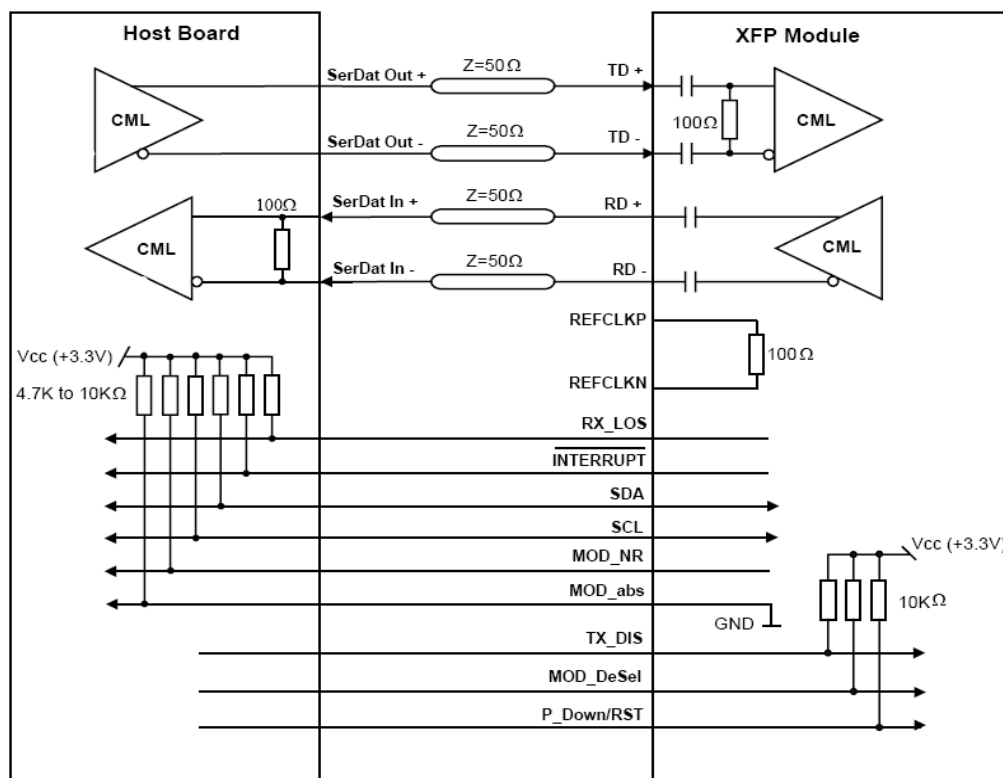 Host Board
XFP Module
SerDat Out +
Z=50Ω
TD +
CML
100Ω
CML
SerDat Out -
Z=50Ω
TD -
100Ω
SerDat In +
Z=50Ω
RD +
CML
CML
SerDat In -
Z=50Ω
RD -
REFCLKP
Vcc (+3.3V)
100Ω
4.7K to 10KΩ
REFCLKN
RX_LOS
INTERRUPT
SDA
SCL
Vcc (+3.3V)
MOD_NR
MOD_abs
10KΩ
GND
TX_DIS
MOD_DeSel
P_Down/RST